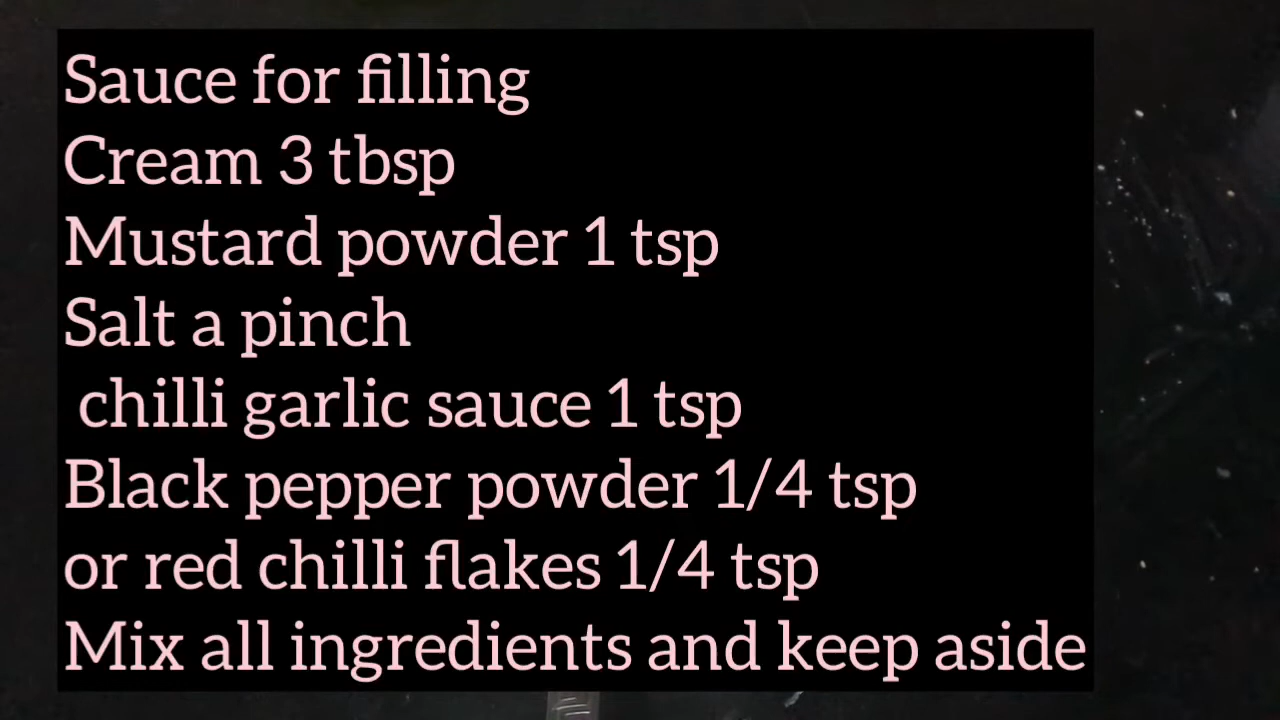 Sauce for filling
Cream 3 tbsp
Mustard powder 1 tsp
Salt a pinch
chilli garlic sauce 1 tsp
Black pepper powder 1/4 tsp
or red chilli flakes 1/4 tsp
Mix all ingredients and keep aside